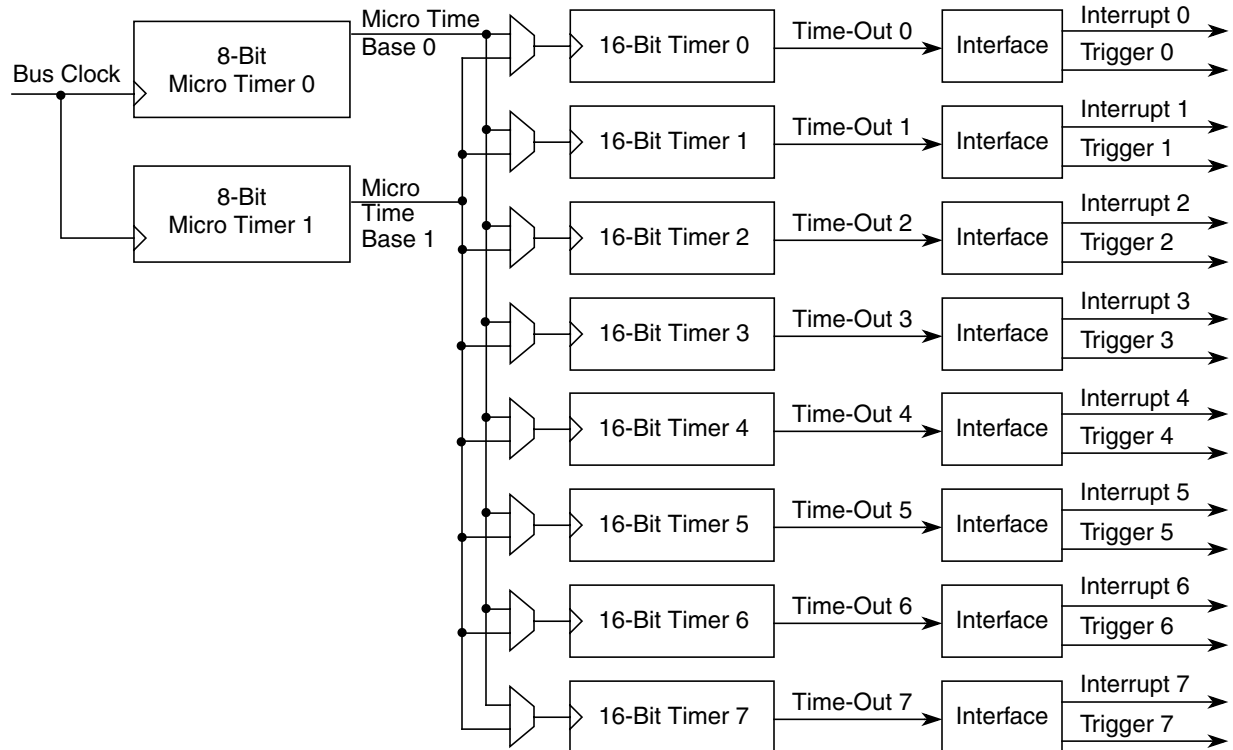 Bus Clock
8-Bit
Micro Timer 0
Micro Time
Base 0
8-Bit
Micro Timer 1
Micro
Time
Base 1
16-Bit Timer 0
Time-Out 0
Interface
Interrupt 0
Trigger 0
16-Bit Timer 1
Time-Out 1
Interface
Interrupt 1
Trigger 1
16-Bit Timer 2
Time-Out 2
Interface
Interrupt 2
Trigger 2
16-Bit Timer 3
Time-Out 3
Interface
Interrupt 3
Trigger 3
16-Bit Timer 4
Time-Out 4
Interface
Interrupt 4
Trigger 4
16-Bit Timer 5
Time-Out 5
Interface
Interrupt 5
Trigger 5
16-Bit Timer 6
Time-Out 6
Interface
Interrupt 6
Trigger 6
16-Bit Timer 7
Time-Out 7
Interface
Interrupt 7
Trigger 7